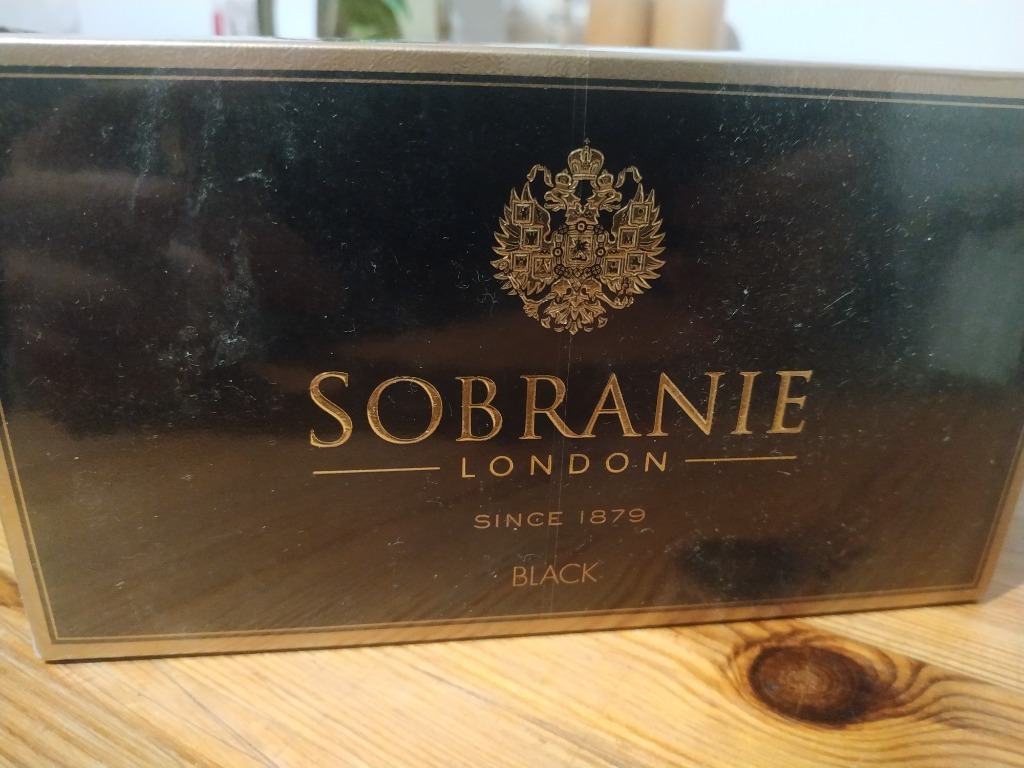 SOBRANIE
LONDON
SINCE 1879
BLACK